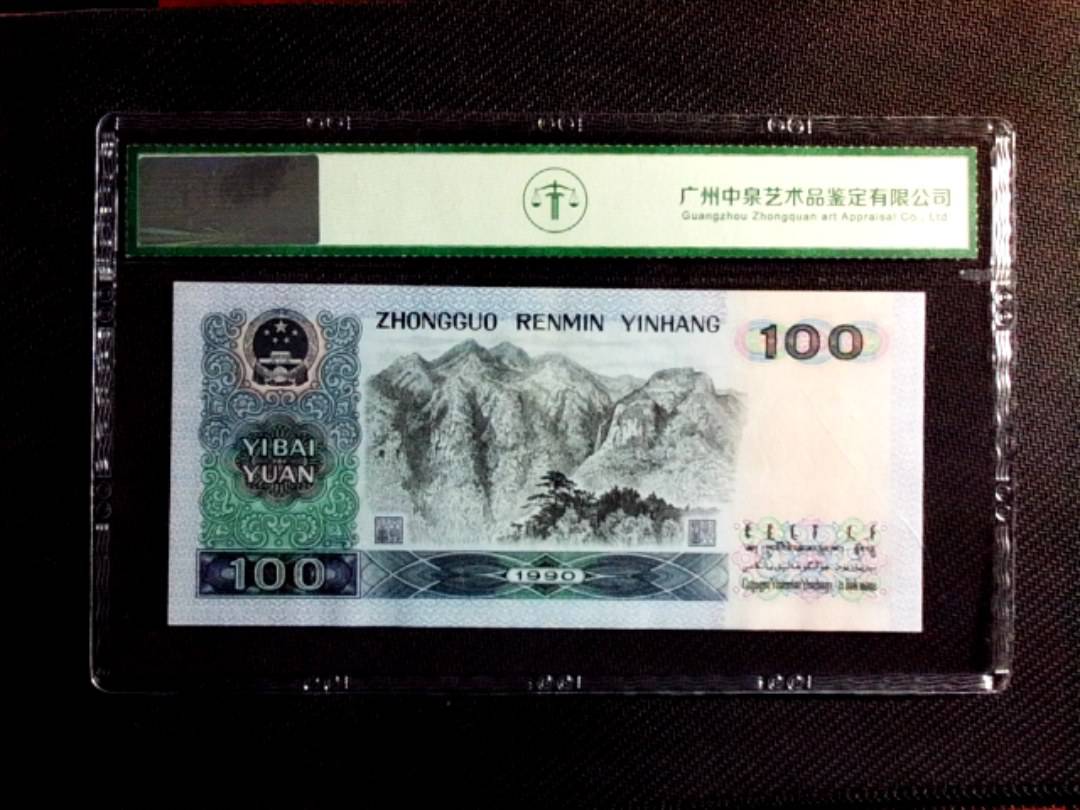 广州中泉艺术品鉴定有限公司
Guangzhou Zhongquan art Appraisal Co., Ltd.
ZHONGGUO RENMIN YINHANG
100
YIBAI
YUAN
100
1990